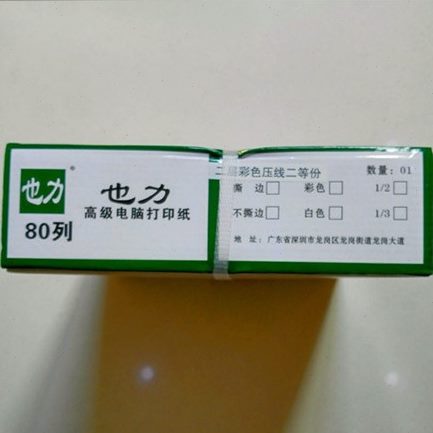 也力®
也力
高级电脑打印纸
80列
二层彩色压线二等份
数量: 01
撕 边 □ 彩色 □ 1/2 □
不撕边 □ 白色 □ 1/3 □
地 址: 广东省深圳市龙岗区龙岗街道龙岗大道